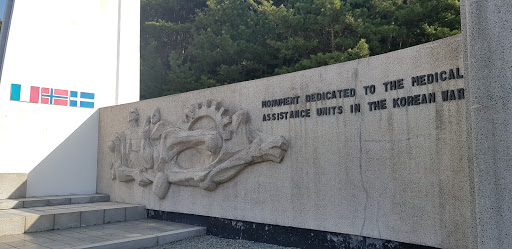 MONUMENT DEDICATED TO THE MEDICAL
ASSISTANCE UNITS IN THE KOREAN WAR